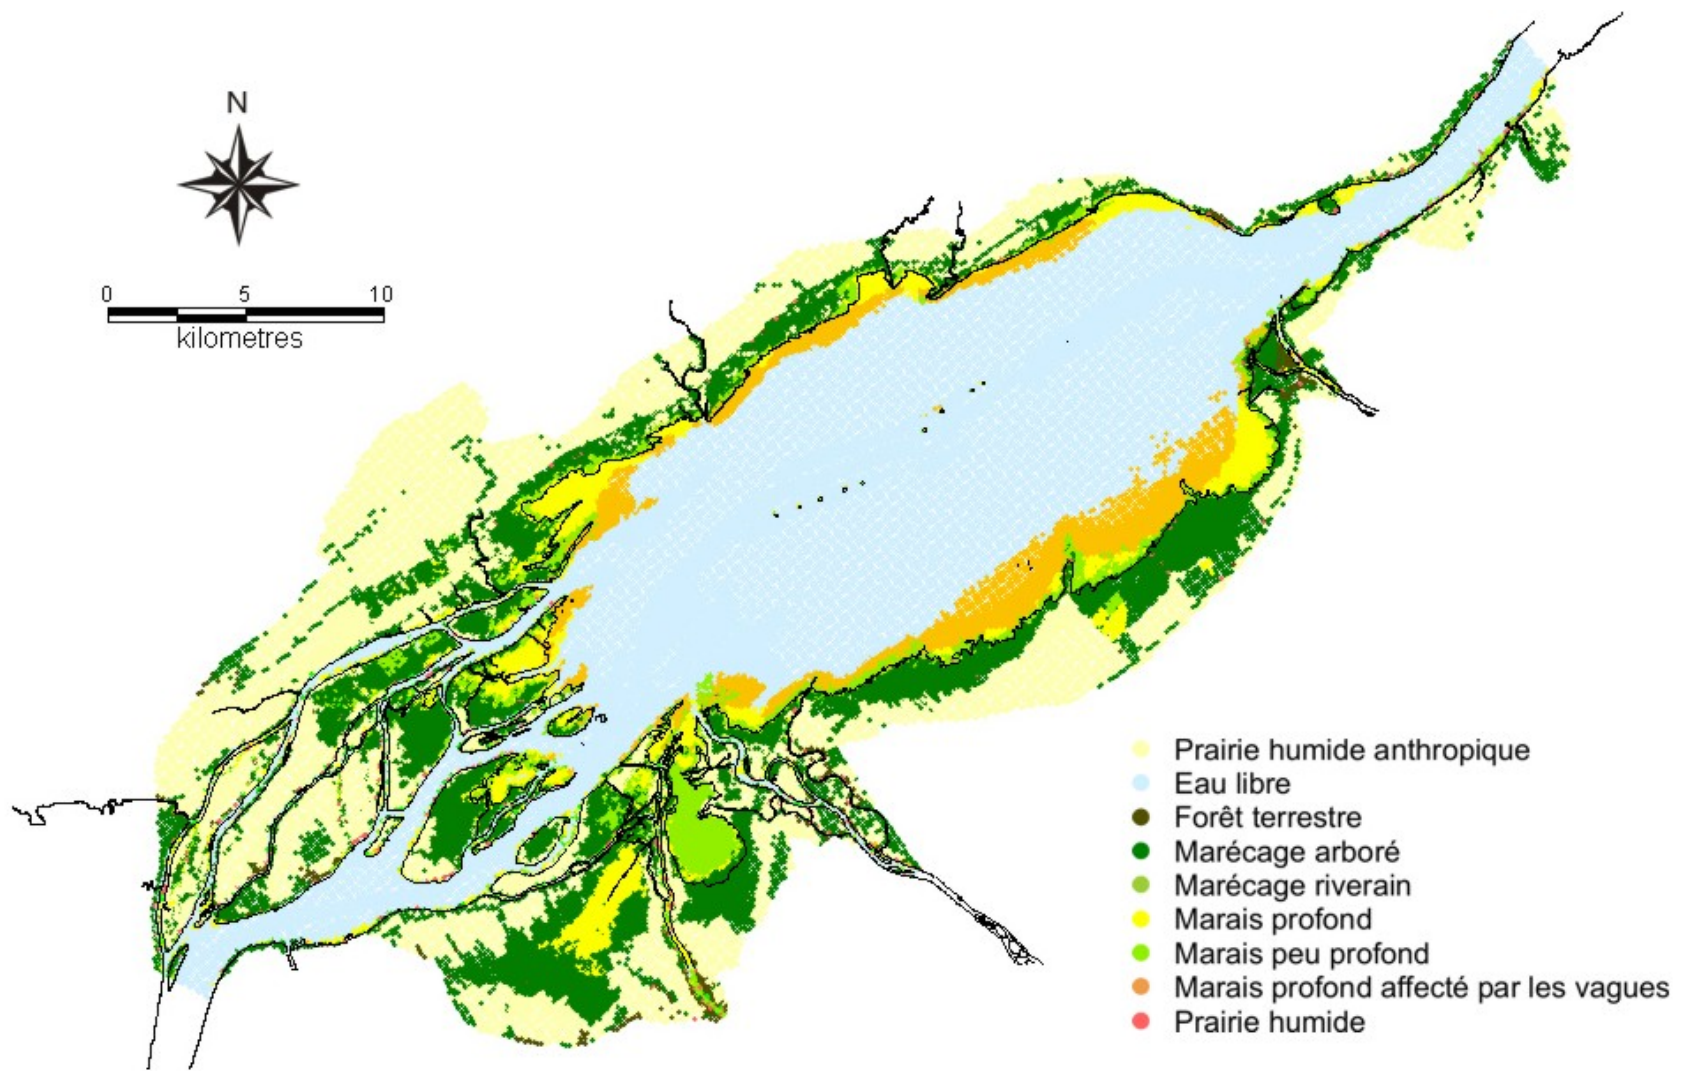 N
0 5 10
kilometres
Prairie humide anthropique
Eau libre
Forêt terrestre
Marécage arboré
Marécage riverain
Marais profond
Marais peu profond
Marais profond affecté par les vagues
Prairie humide